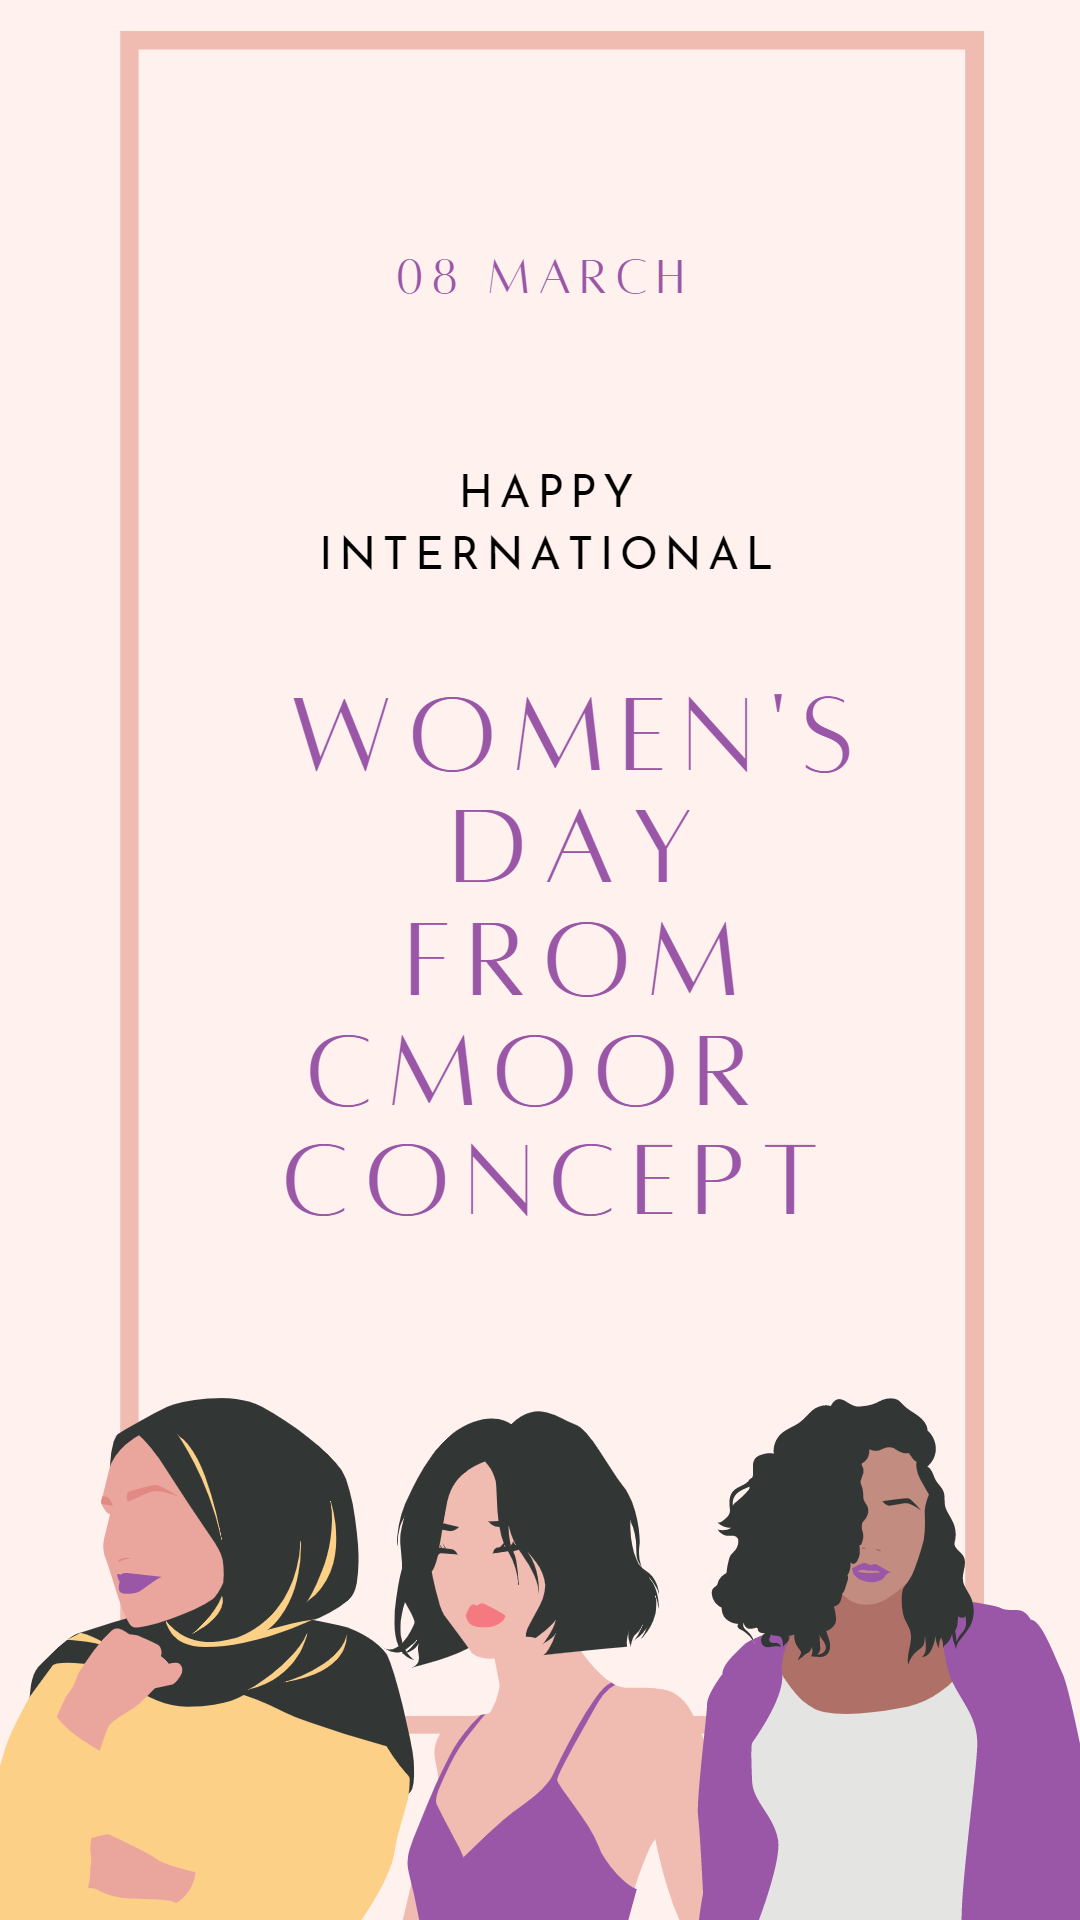 08 MARCH
HAPPY
INTERNATIONAL
WOMEN'S
DAY
FROM
CMOOR
CONCEPT